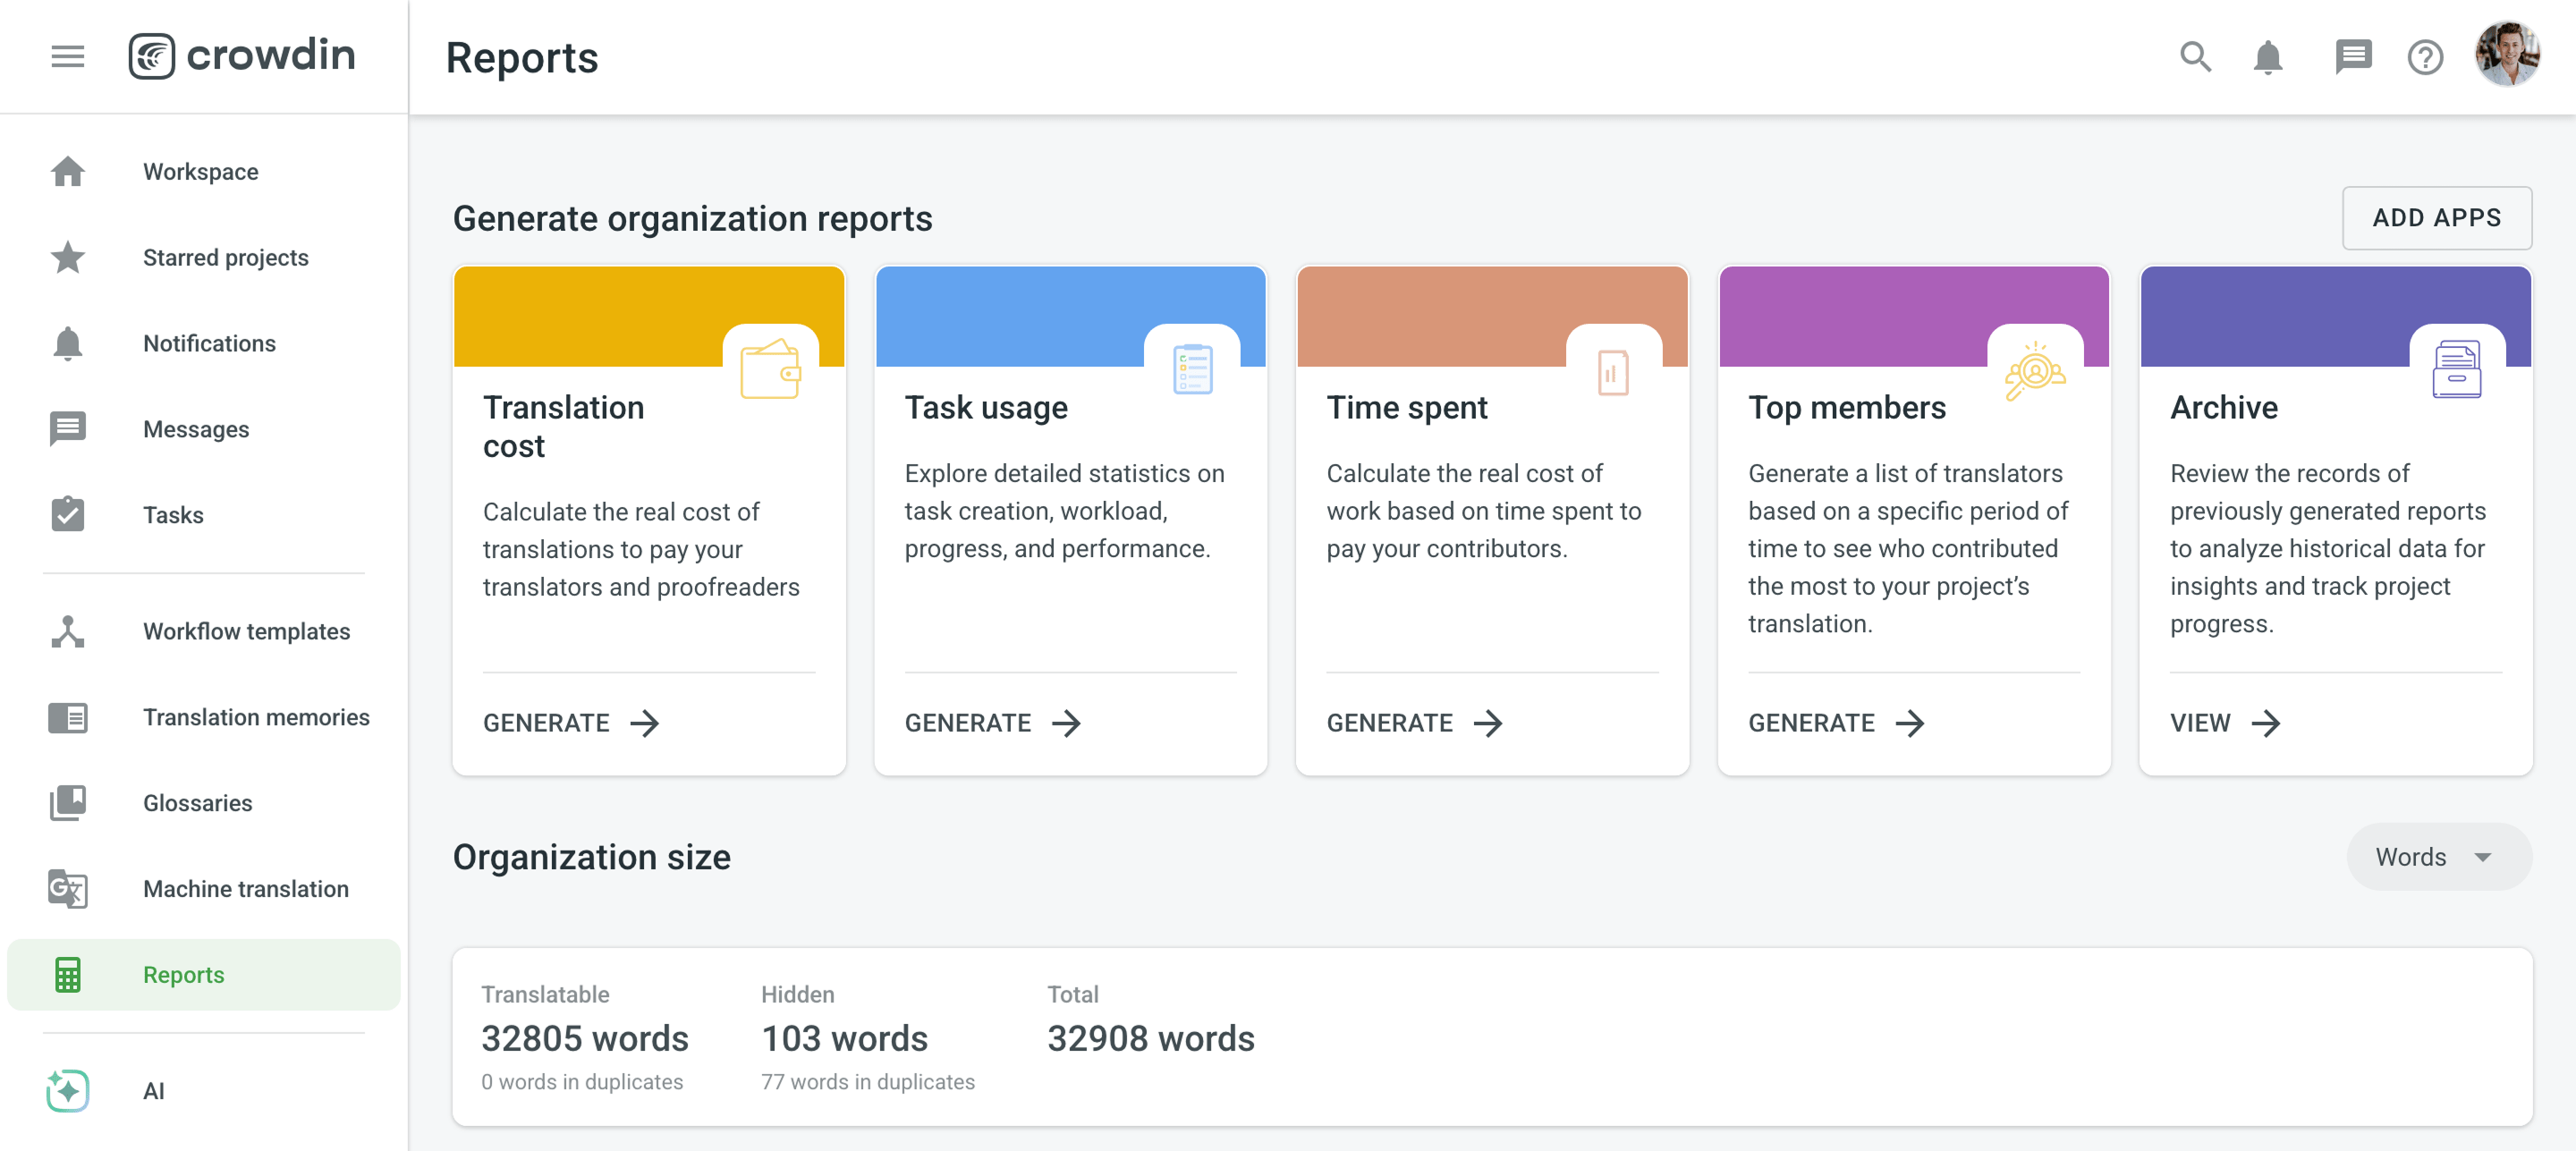 crowdin
Reports
Workspace
Starred projects
Notifications
Messages
Tasks
Workflow templates
Translation memories
Glossaries
Machine translation
Reports
AI
Generate organization reports
ADD APPS
Translation
cost
Calculate the real cost of
translations to pay your
translators and proofreaders
GENERATE
Task usage
Explore detailed statistics on
task creation, workload,
progress, and performance.
GENERATE
Time spent
Calculate the real cost of
work based on time spent to
pay your contributors.
GENERATE
Top members
Generate a list of translators
based on a specific period of
time to see who contributed
the most to your project’s
translation.
GENERATE
Archive
Review the records of
previously generated reports
to analyze historical data for
insights and track project
progress.
VIEW
Organization size
Words
Translatable
32805 words
0 words in duplicates
Hidden
103 words
77 words in duplicates
Total
32908 words